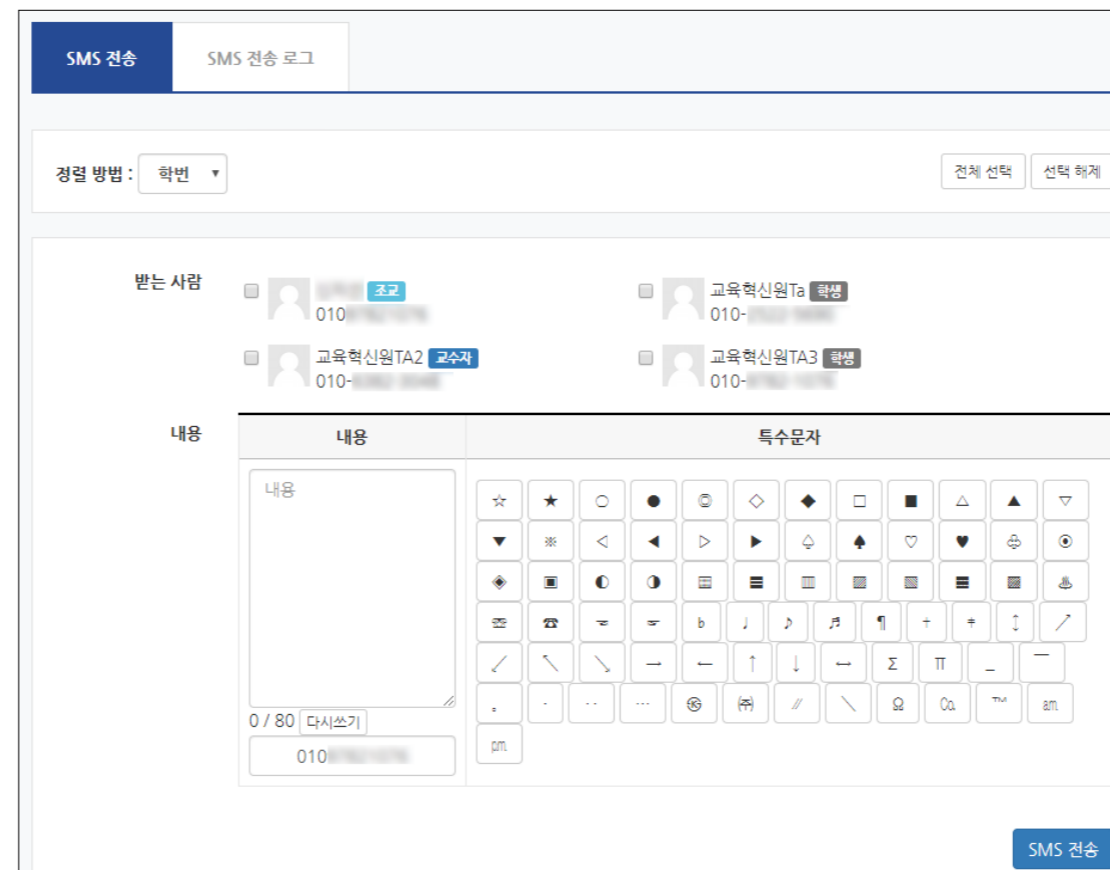 SMS 전송 SMS 전송 로그
정렬 방법 : 학번 ▼ 전체 선택 선택 해제
받는 사람
조교
010
교육혁신원Ta 학생
010-
교육혁신원TA2 교수자
010-
교육혁신원TA3 학생
010-
내용
내용 특수문자
내용
☆ ★ ○ ● ◎ ◇ ◆ □ ■ △ ▲ ▽
▼ ※ ◁ ◀ ▷ ▶ ♤ ♠ ♡ ♥ ♧ ⊙
◈ ▣ ◐ ◑ ▤ ▥ ▨ ▧ ▦ ▩ ♨
☏ ☎ ☜ ☞ ♭ ♩ ♪ ♬ ¶ † ‡ ↕ ↗
↙ ↖ ↘ → ← ↑ ↓ ↔ Σ Π _ ￣
。 · ‥ … ㉿ ㈜ ∥ ＼ Ω ㏇ ™ ㏂
㏘
0 / 80 다시쓰기
010
SMS 전송